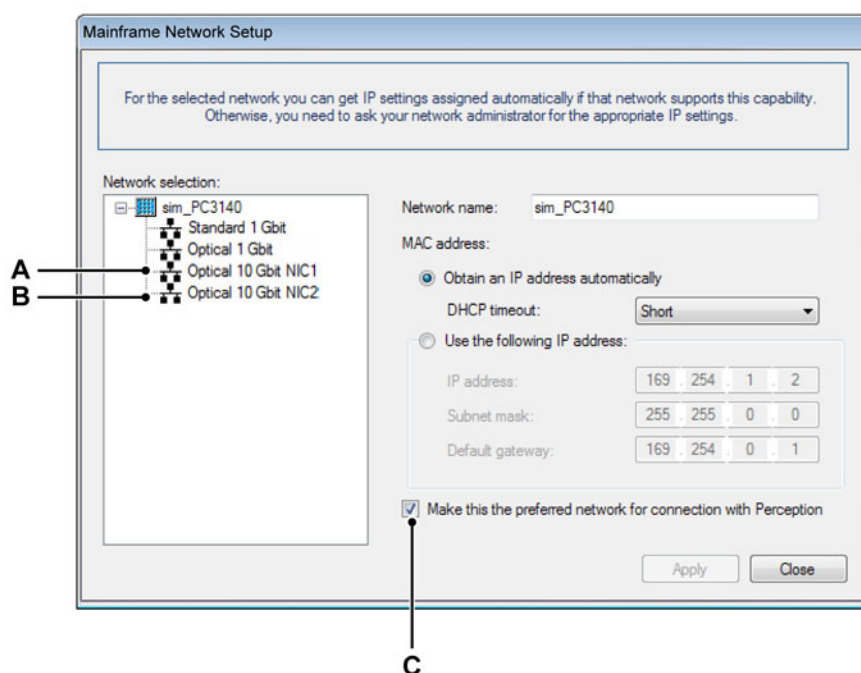 Mainframe Network Setup
For the selected network you can get IP settings assigned automatically if that network supports this capability.
Otherwise, you need to ask your network administrator for the appropriate IP settings.
Network selection:
sim_PC3140
Standard 1 Gbit
Optical 1 Gbit
A Optical 10 Gbit NIC1
B Optical 10 Gbit NIC2
Network name: sim_PC3140
MAC address:
Obtain an IP address automatically
DHCP timeout: Short
Use the following IP address:
IP address: 169 . 254 . 1 . 2
Subnet mask: 255 . 255 . 0 . 0
Default gateway: 169 . 254 . 0 . 1
Make this the preferred network for connection with Perception
Apply Close
C